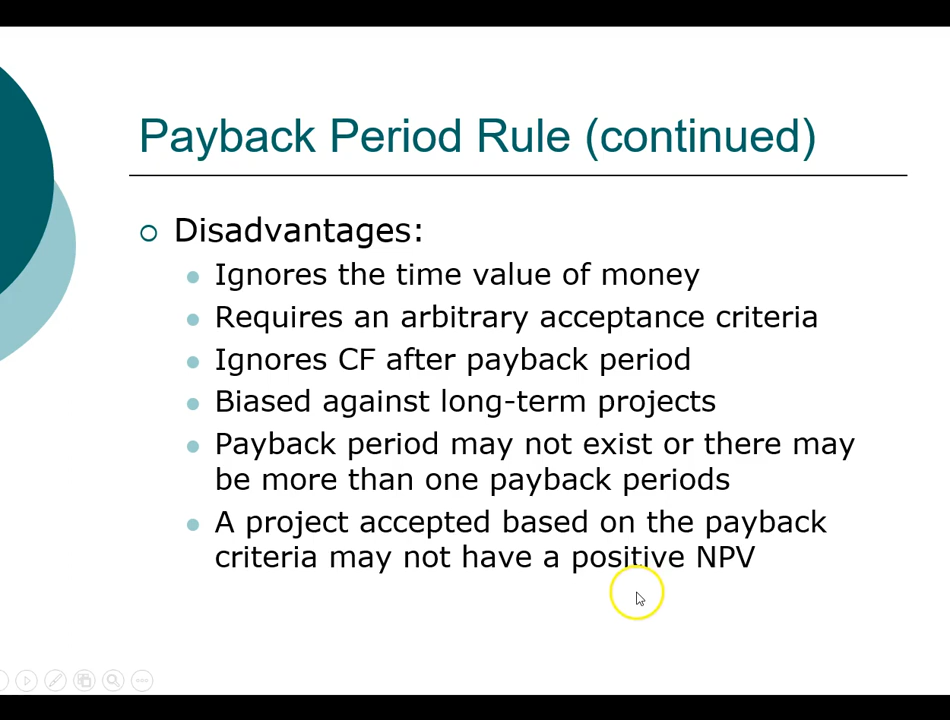 Payback Period Rule (continued)
Disadvantages:
Ignores the time value of money
Requires an arbitrary acceptance criteria
Ignores CF after payback period
Biased against long-term projects
Payback period may not exist or there may
be more than one payback periods
A project accepted based on the payback
criteria may not have a positive NPV